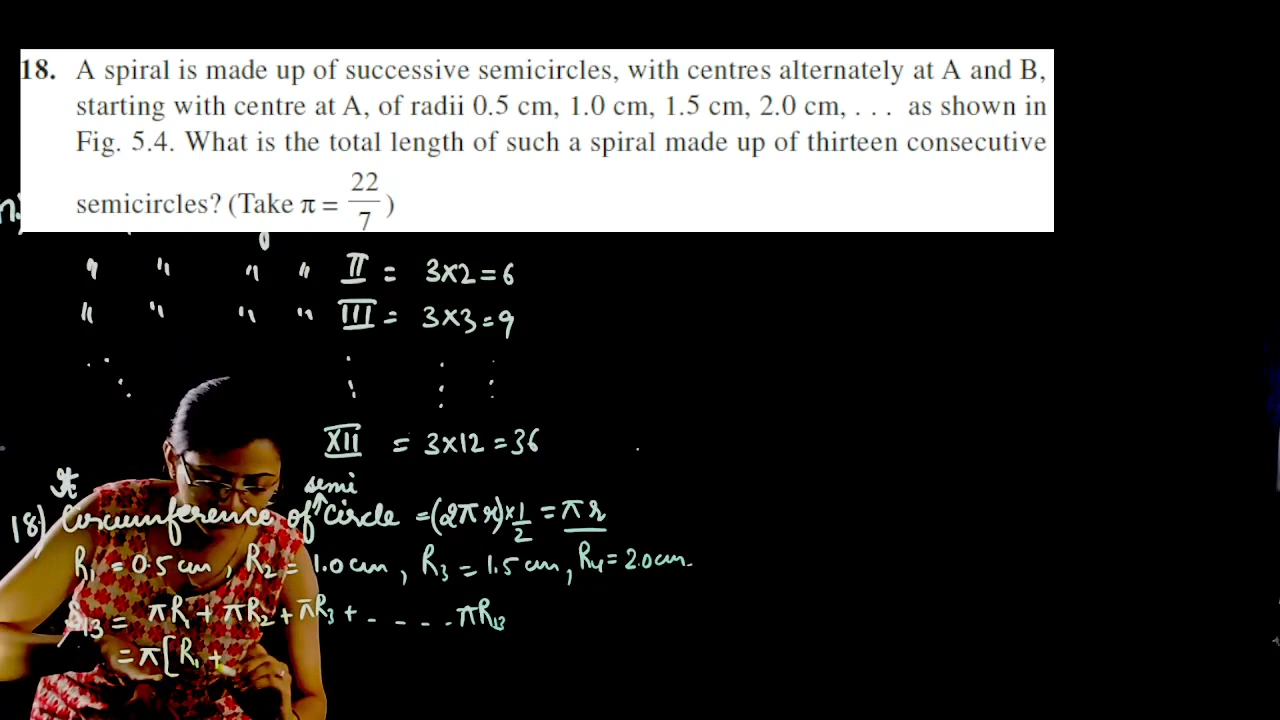 18. A spiral is made up of successive semicircles, with centres alternately at A and B,
starting with centre at A, of radii 0.5 cm, 1.0 cm, 1.5 cm, 2.0 cm, . . . as shown in
Fig. 5.4. What is the total length of such a spiral made up of thirteen consecutive
semicircles? (Take π = 22/7)
" " " " II = 3×2=6
" " " " III = 3×3=9
XII = 3×12=36
semi
18) Circumference of circle = (2πr)×1/2 = πr
R₁ = 0.5 cm, R₂ = 1.0 cm, R₃ = 1.5 cm, R₄ = 2.0 cm.
S₁₃ = πR₁ + πR₂ + πR₃ + - - - - πR₁₃
= π[R₁ +